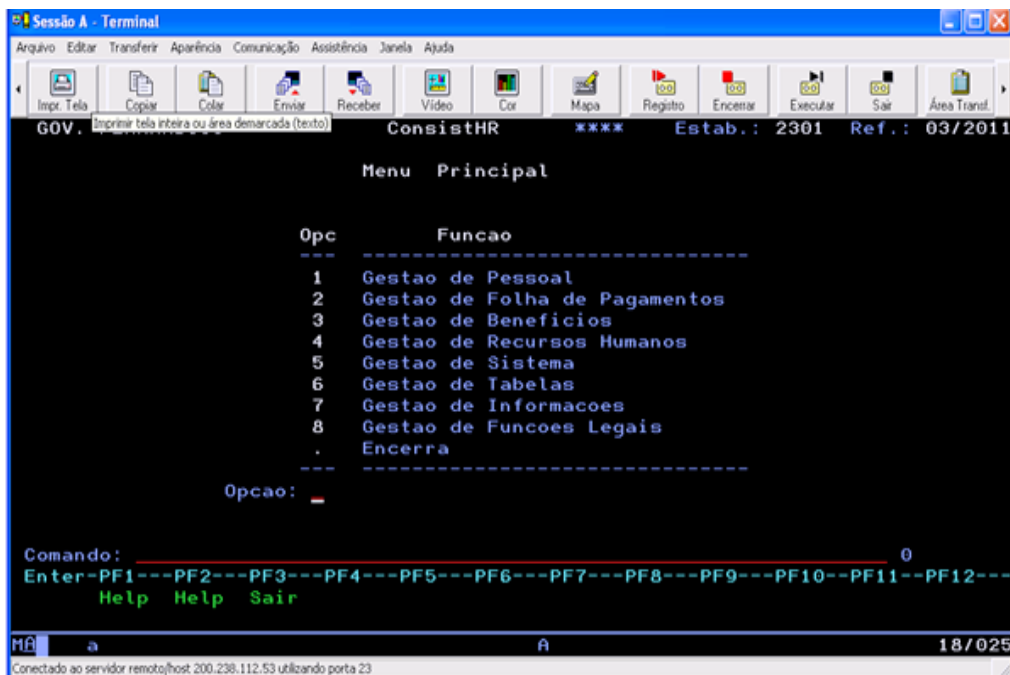 Sessão A - Terminal
Arquivo Editar Transferir Aparência Comunicação Assistência Janela Ajuda
Impr. Tela Copiar Colar Enviar Receber Vídeo Cor Mapa Registro Encerrar Executar Sair Área Transf.
Imprimir tela inteira ou área demarcada (texto)
GOV. ConsistHR **** Estab.: 2301 Ref.: 03/2011
Menu Principal
Opc Funcao
--- -------------------------------
1 Gestao de Pessoal
2 Gestao de Folha de Pagamentos
3 Gestao de Beneficios
4 Gestao de Recursos Humanos
5 Gestao de Sistema
6 Gestao de Tabelas
7 Gestao de Informacoes
8 Gestao de Funcoes Legais
. Encerra
--- -------------------------------
Opcao: _
Comando: 0
Enter-PF1---PF2---PF3---PF4---PF5---PF6---PF7---PF8---PF9---PF10--PF11--PF12---
Help Help Sair
MA a A 18/025
Conectado ao servidor remoto/host 200.238.112.53 utilizando porta 23